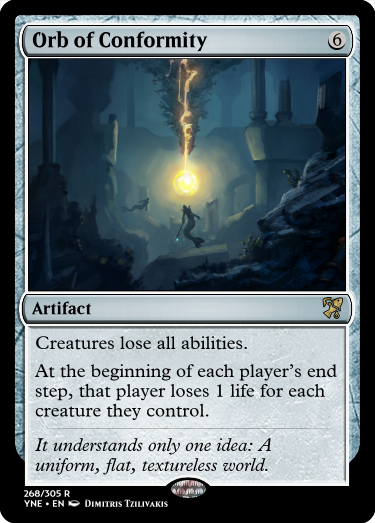 Orb of Conformity 6
Artifact
Creatures lose all abilities.
At the beginning of each player's end
step, that player loses 1 life for each
creature they control.
It understands only one idea: A
uniform, flat, textureless world.
268/305 R
YNE • EN DIMITRIS TZILIVAKIS